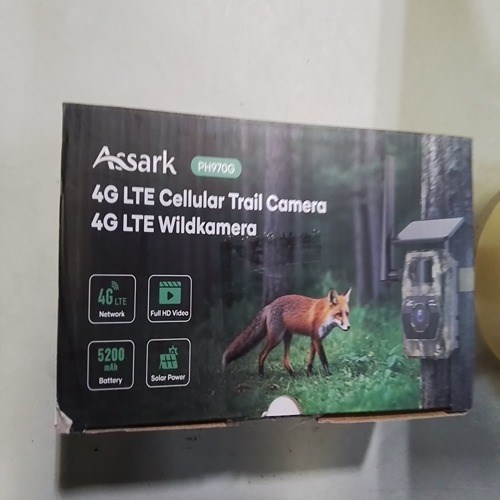 Assark PH970G
4G LTE Cellular Trail Camera
4G LTE Wildkamera
4G LTE
Network
Full HD Video
5200
mAh
Battery
Solar Power